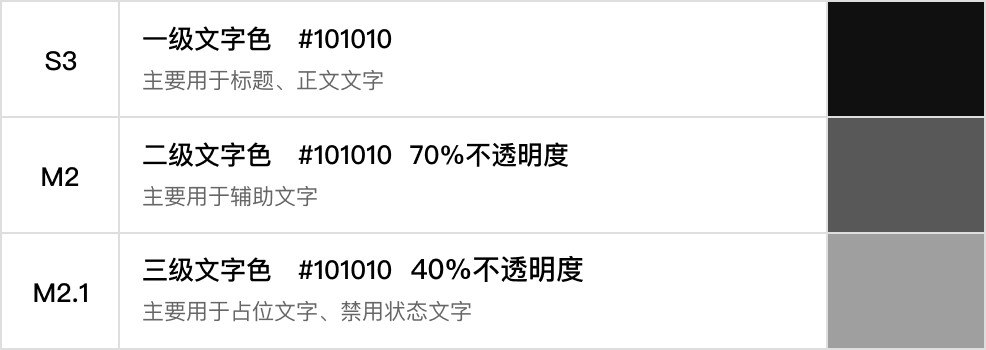 S3
一级文字色 #101010
主要用于标题、正文文字
M2
二级文字色 #101010 70%不透明度
主要用于辅助文字
M2.1
三级文字色 #101010 40%不透明度
主要用于占位文字、禁用状态文字